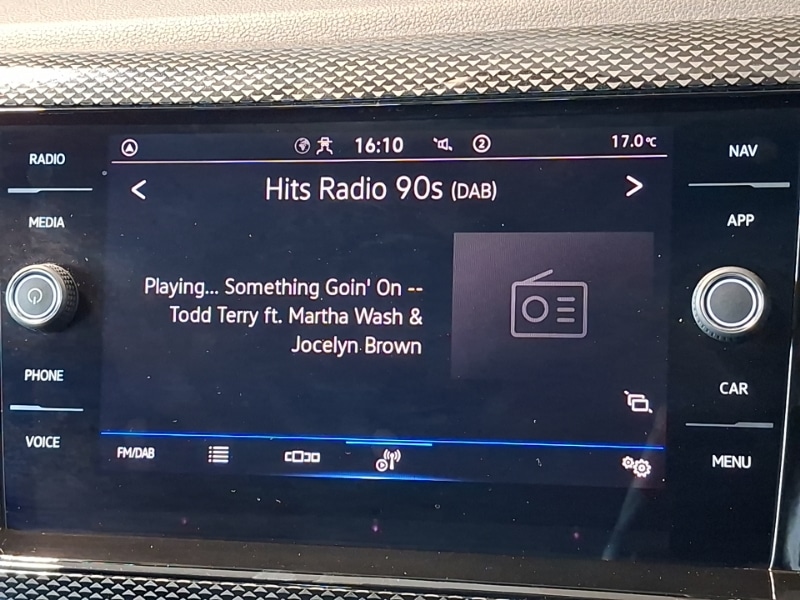 RADIO
MEDIA
PHONE
VOICE
16:10
2
17.0°C
Hits Radio 90s (DAB)
Playing... Something Goin' On --
Todd Terry ft. Martha Wash &
Jocelyn Brown
FM/DAB
NAV
APP
CAR
MENU